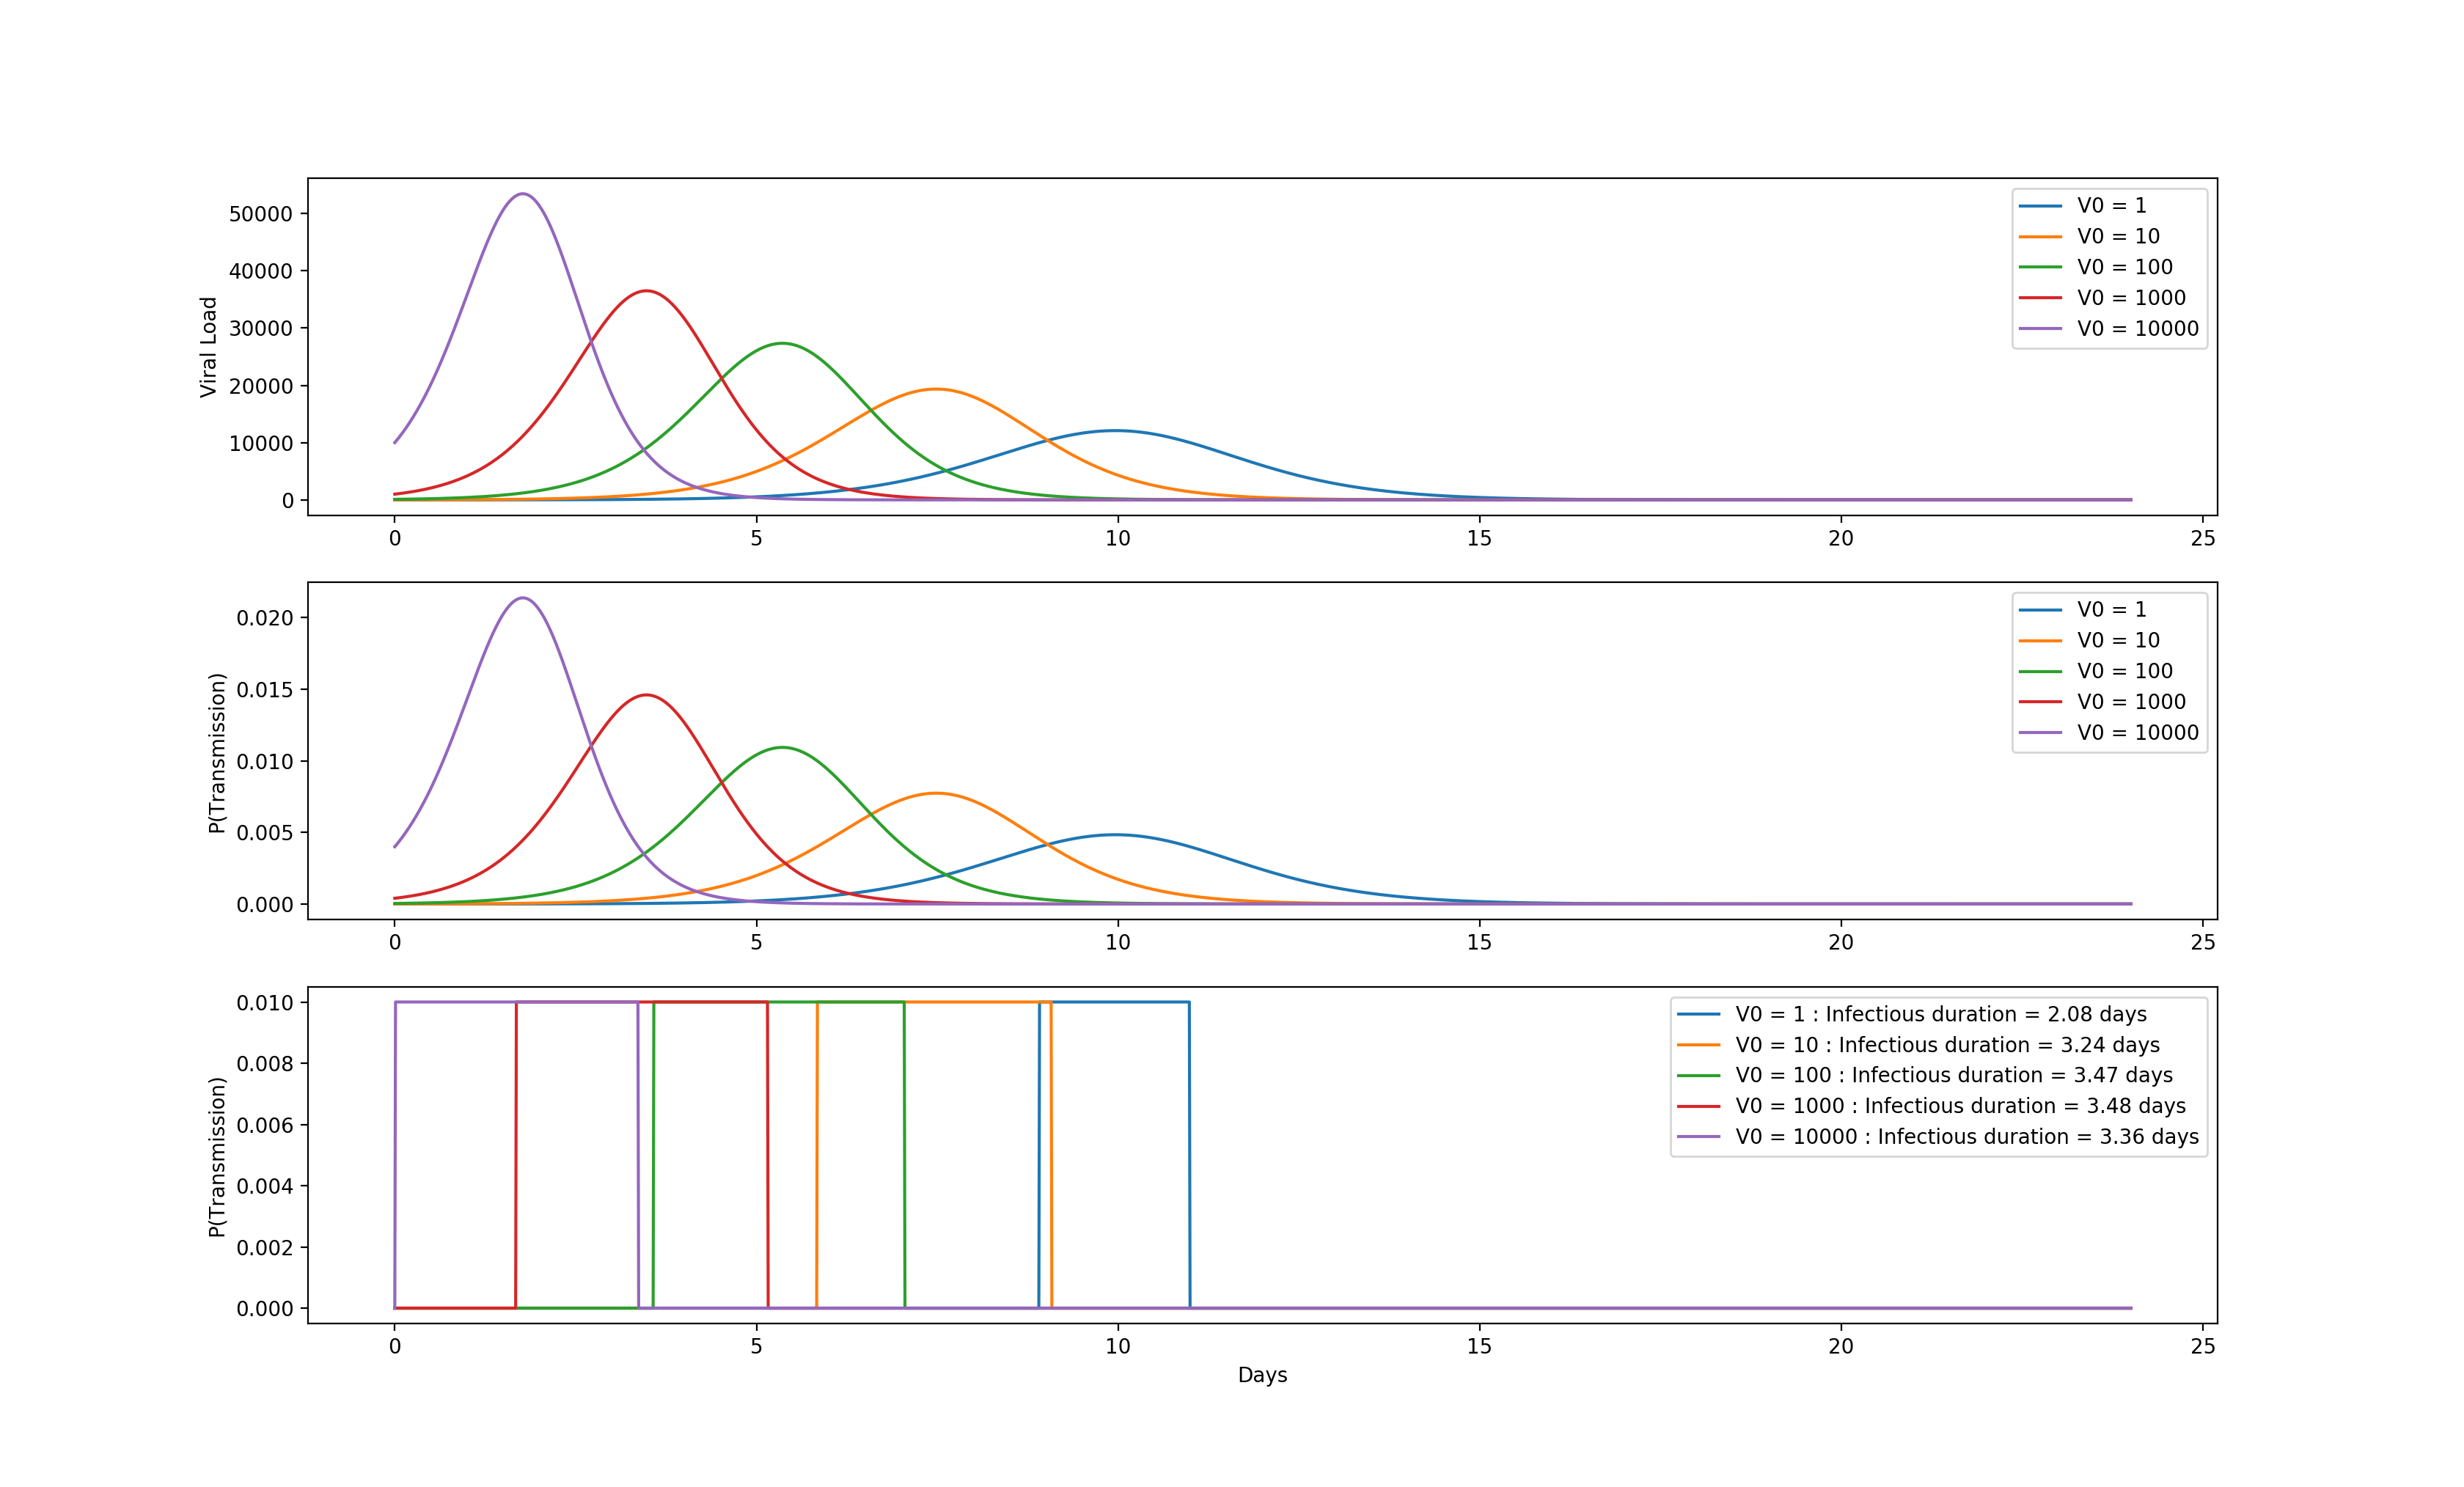 Viral Load
50000
40000
30000
20000
10000
0
0 5 10 15 20 25
V0 = 1
V0 = 10
V0 = 100
V0 = 1000
V0 = 10000
P(Transmission)
0.020
0.015
0.010
0.005
0.000
0 5 10 15 20 25
V0 = 1
V0 = 10
V0 = 100
V0 = 1000
V0 = 10000
P(Transmission)
0.010
0.008
0.006
0.004
0.002
0.000
0 5 10 15 20 25
Days
V0 = 1 : Infectious duration = 2.08 days
V0 = 10 : Infectious duration = 3.24 days
V0 = 100 : Infectious duration = 3.47 days
V0 = 1000 : Infectious duration = 3.48 days
V0 = 10000 : Infectious duration = 3.36 days